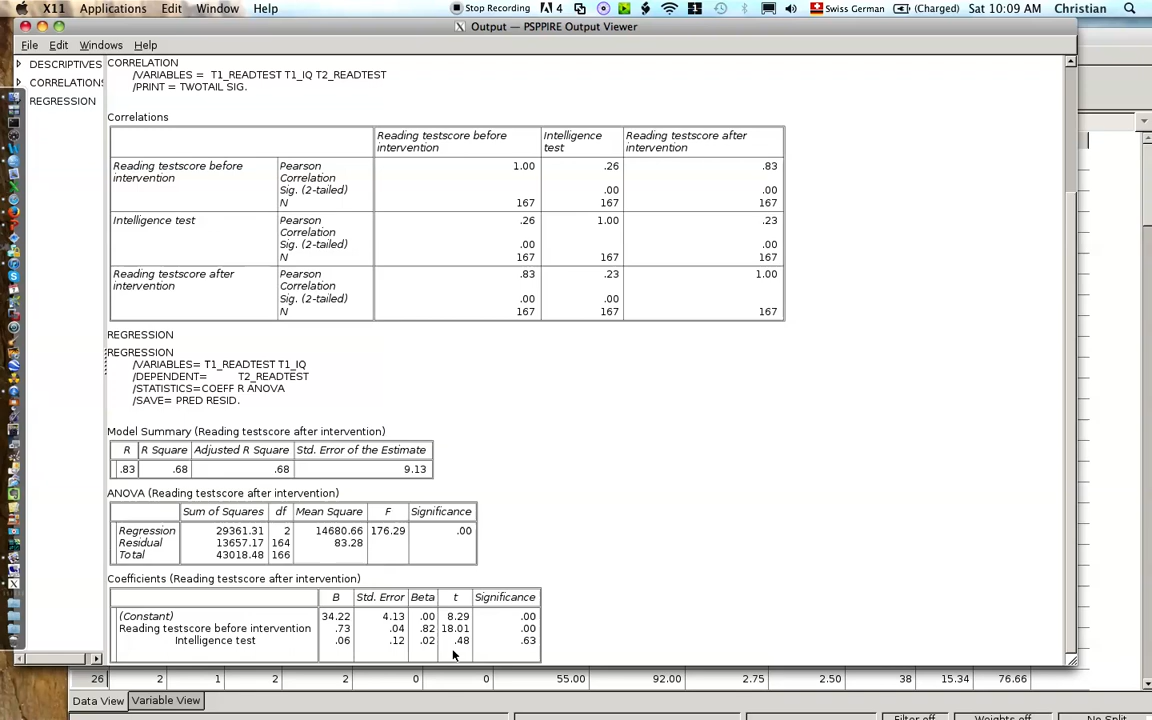 X11 Applications Edit Window Help Stop Recording 4 Swiss German (Charged) Sat 10:09 AM Christian
Output — PSPPIRE Output Viewer
File Edit Windows Help
DESCRIPTIVES
CORRELATIONS
REGRESSION
CORRELATION
/VARIABLES = T1_READTEST T1_IQ T2_READTEST
/PRINT = TWOTAIL SIG.
Correlations
Reading testscore before Intelligence Reading testscore after
intervention test intervention
Reading testscore before Pearson 1.00 .26 .83
intervention Correlation
Sig. (2-tailed) .00 .00
N 167 167 167
Intelligence test Pearson .26 1.00 .23
Correlation
Sig. (2-tailed) .00 .00
N 167 167 167
Reading testscore after Pearson .83 .23 1.00
intervention Correlation
Sig. (2-tailed) .00 .00
N 167 167 167
REGRESSION
REGRESSION
/VARIABLES= T1_READTEST T1_IQ
/DEPENDENT= T2_READTEST
/STATISTICS=COEFF R ANOVA
/SAVE= PRED RESID.
Model Summary (Reading testscore after intervention)
R R Square Adjusted R Square Std. Error of the Estimate
.83 .68 .68 9.13
ANOVA (Reading testscore after intervention)
Sum of Squares df Mean Square F Significance
Regression 29361.31 2 14680.66 176.29 .00
Residual 13657.17 164 83.28
Total 43018.48 166
Coefficients (Reading testscore after intervention)
B Std. Error Beta t Significance
(Constant) 34.22 4.13 .00 8.29 .00
Reading testscore before intervention .73 .04 .82 18.01 .00
Intelligence test .06 .12 .02 .48 .63
26 2 1 2 2 0 0 55.00 92.00 2.75 2.50 38 15.34 76.66
Data View Variable View
Filter off Weights off No Split